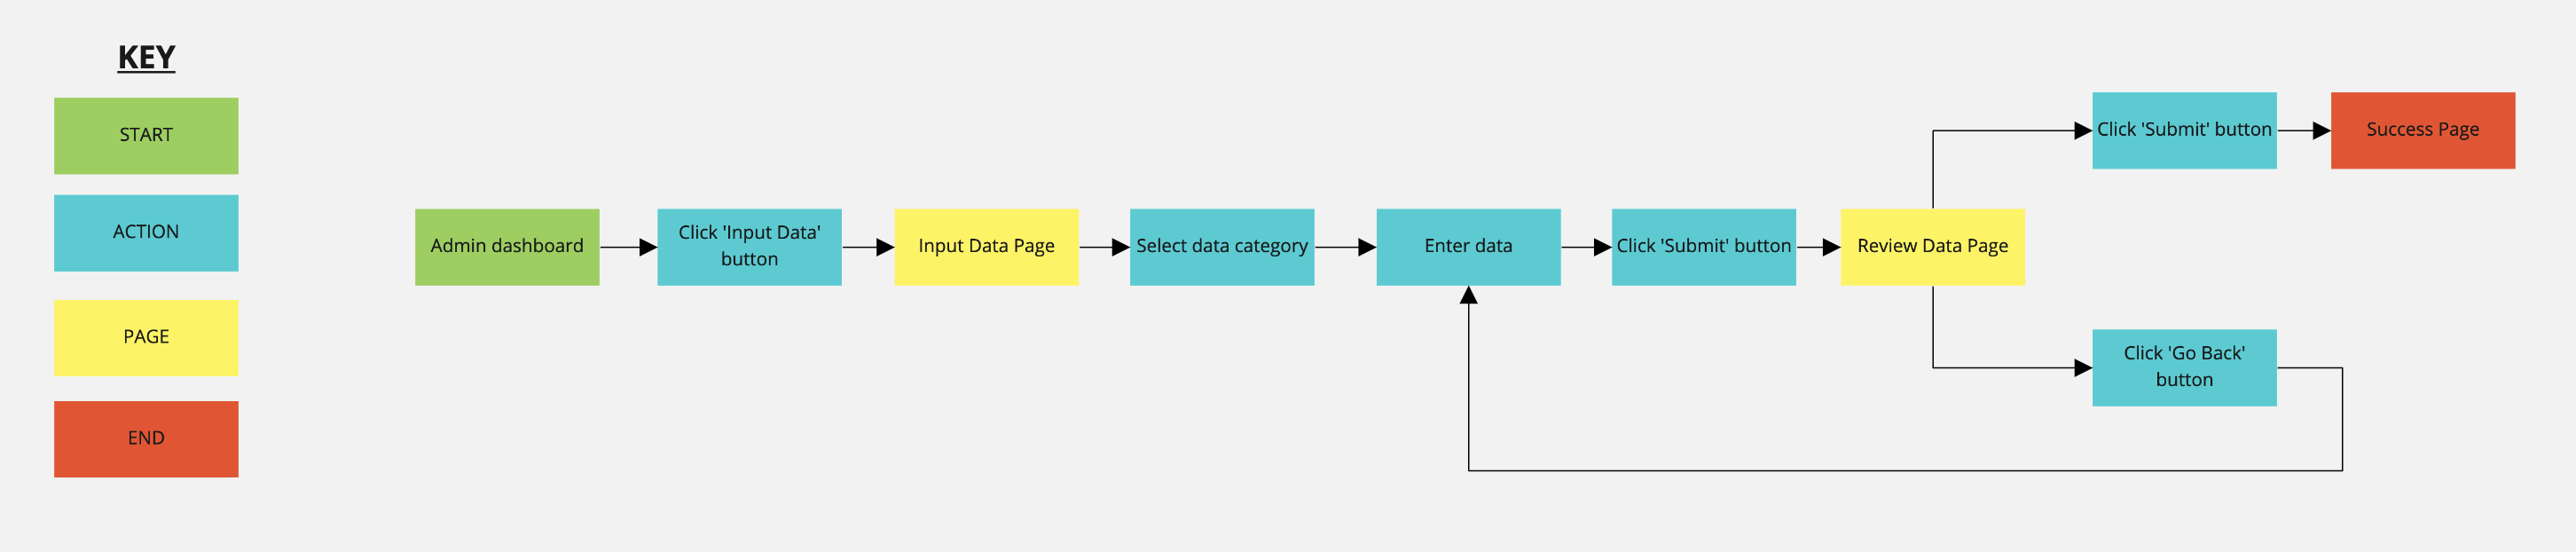 KEY
START
ACTION
PAGE
END
Admin dashboard
Click 'Input Data'
button
Input Data Page
Select data category
Enter data
Click 'Submit' button
Review Data Page
Click 'Submit' button
Success Page
Click 'Go Back'
button